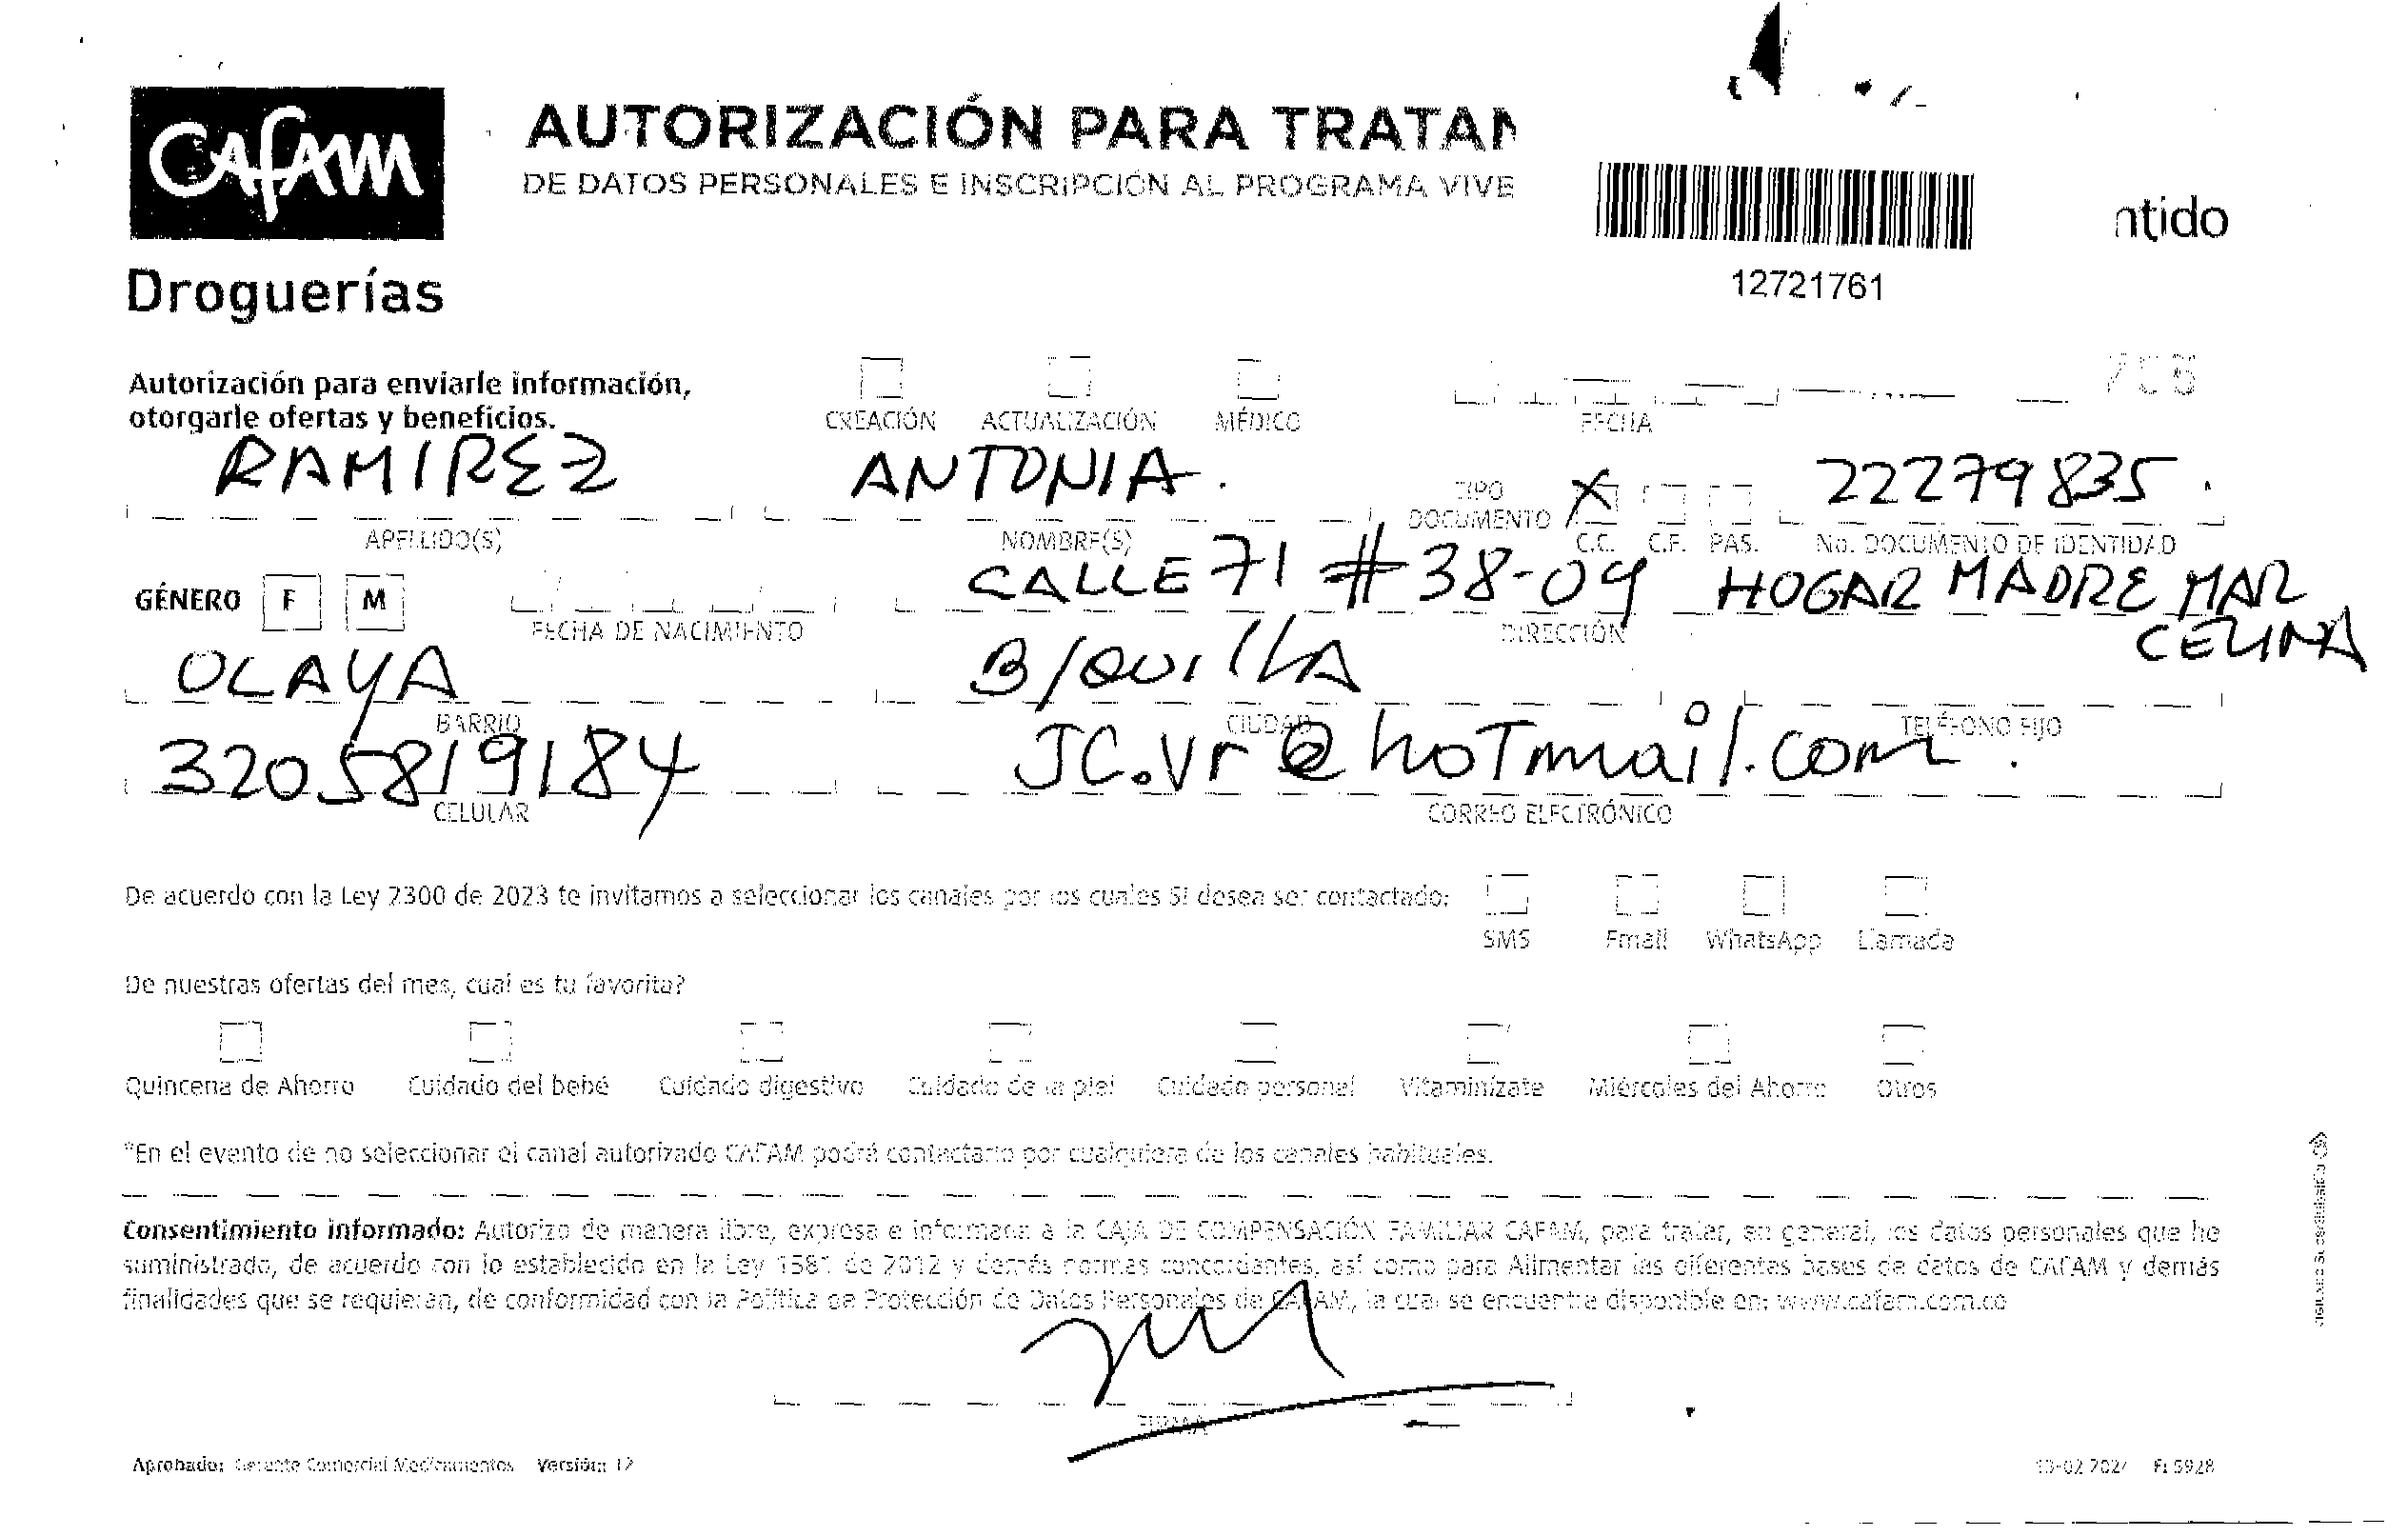 CAFAM
Droguerías
AUTORIZACIÓN PARA TRATAM
DE DATOS PERSONALES E INSCRIPCIÓN AL PROGRAMA VIVE
ntido
12721761
Autorización para enviarle información,
otorgarle ofertas y beneficios.
CREACIÓN ACTUALIZACIÓN MÉDICO FECHA
RAMIREZ ANTONIA. TIPO DOCUMENTO X 22279835.
APELLIDO(S) NOMBRE(S) C.C. C.E. PAS. No. DOCUMENTO DE IDENTIDAD
GÉNERO F M CALLE 71 # 38-04 HOGAR MADRE MAR
CELINA
FECHA DE NACIMIENTO DIRECCIÓN
OLAYA B/QUILLA
BARRIO CIUDAD TELÉFONO FIJO
3205819184 JC.Vr@hoTmail.com.
CELULAR CORREO ELECTRÓNICO
De acuerdo con la Ley 2300 de 2023 te invitamos a seleccionar los canales por los cuales SI desea ser contactado:
SMS Email WhatsApp Llamada
De nuestras ofertas del mes, cual es tu favorita?
Quincena de Ahorro Cuidado del bebé Cuidado digestivo Cuidado de la piel Cuidado personal Vitamínízate Miércoles del Ahorro Otros
*En el evento de no seleccionar el canal autorizado CAFAM podrá contactarlo por cualquiera de los canales habituales.
Consentimiento informado: Autorizo de manera libre, expresa e informada a la CAJA DE COMPENSACIÓN FAMILIAR CAFAM, para tratar, en general, los datos personales que he
suministrado, de acuerdo con lo establecido en la Ley 1581 de 2012 y demás normas concordantes, así como para Alimentar las diferentes bases de datos de CAFAM y demás
finalidades que se requieran, de conformidad con la Política de Protección de Datos Personales de CAFAM, la cual se encuentra disponible en: www.cafam.com.co
FIRMA
Aprobado: Gerente Comercial Medicamentos Versión: 12
13-02 2024 F: 5928